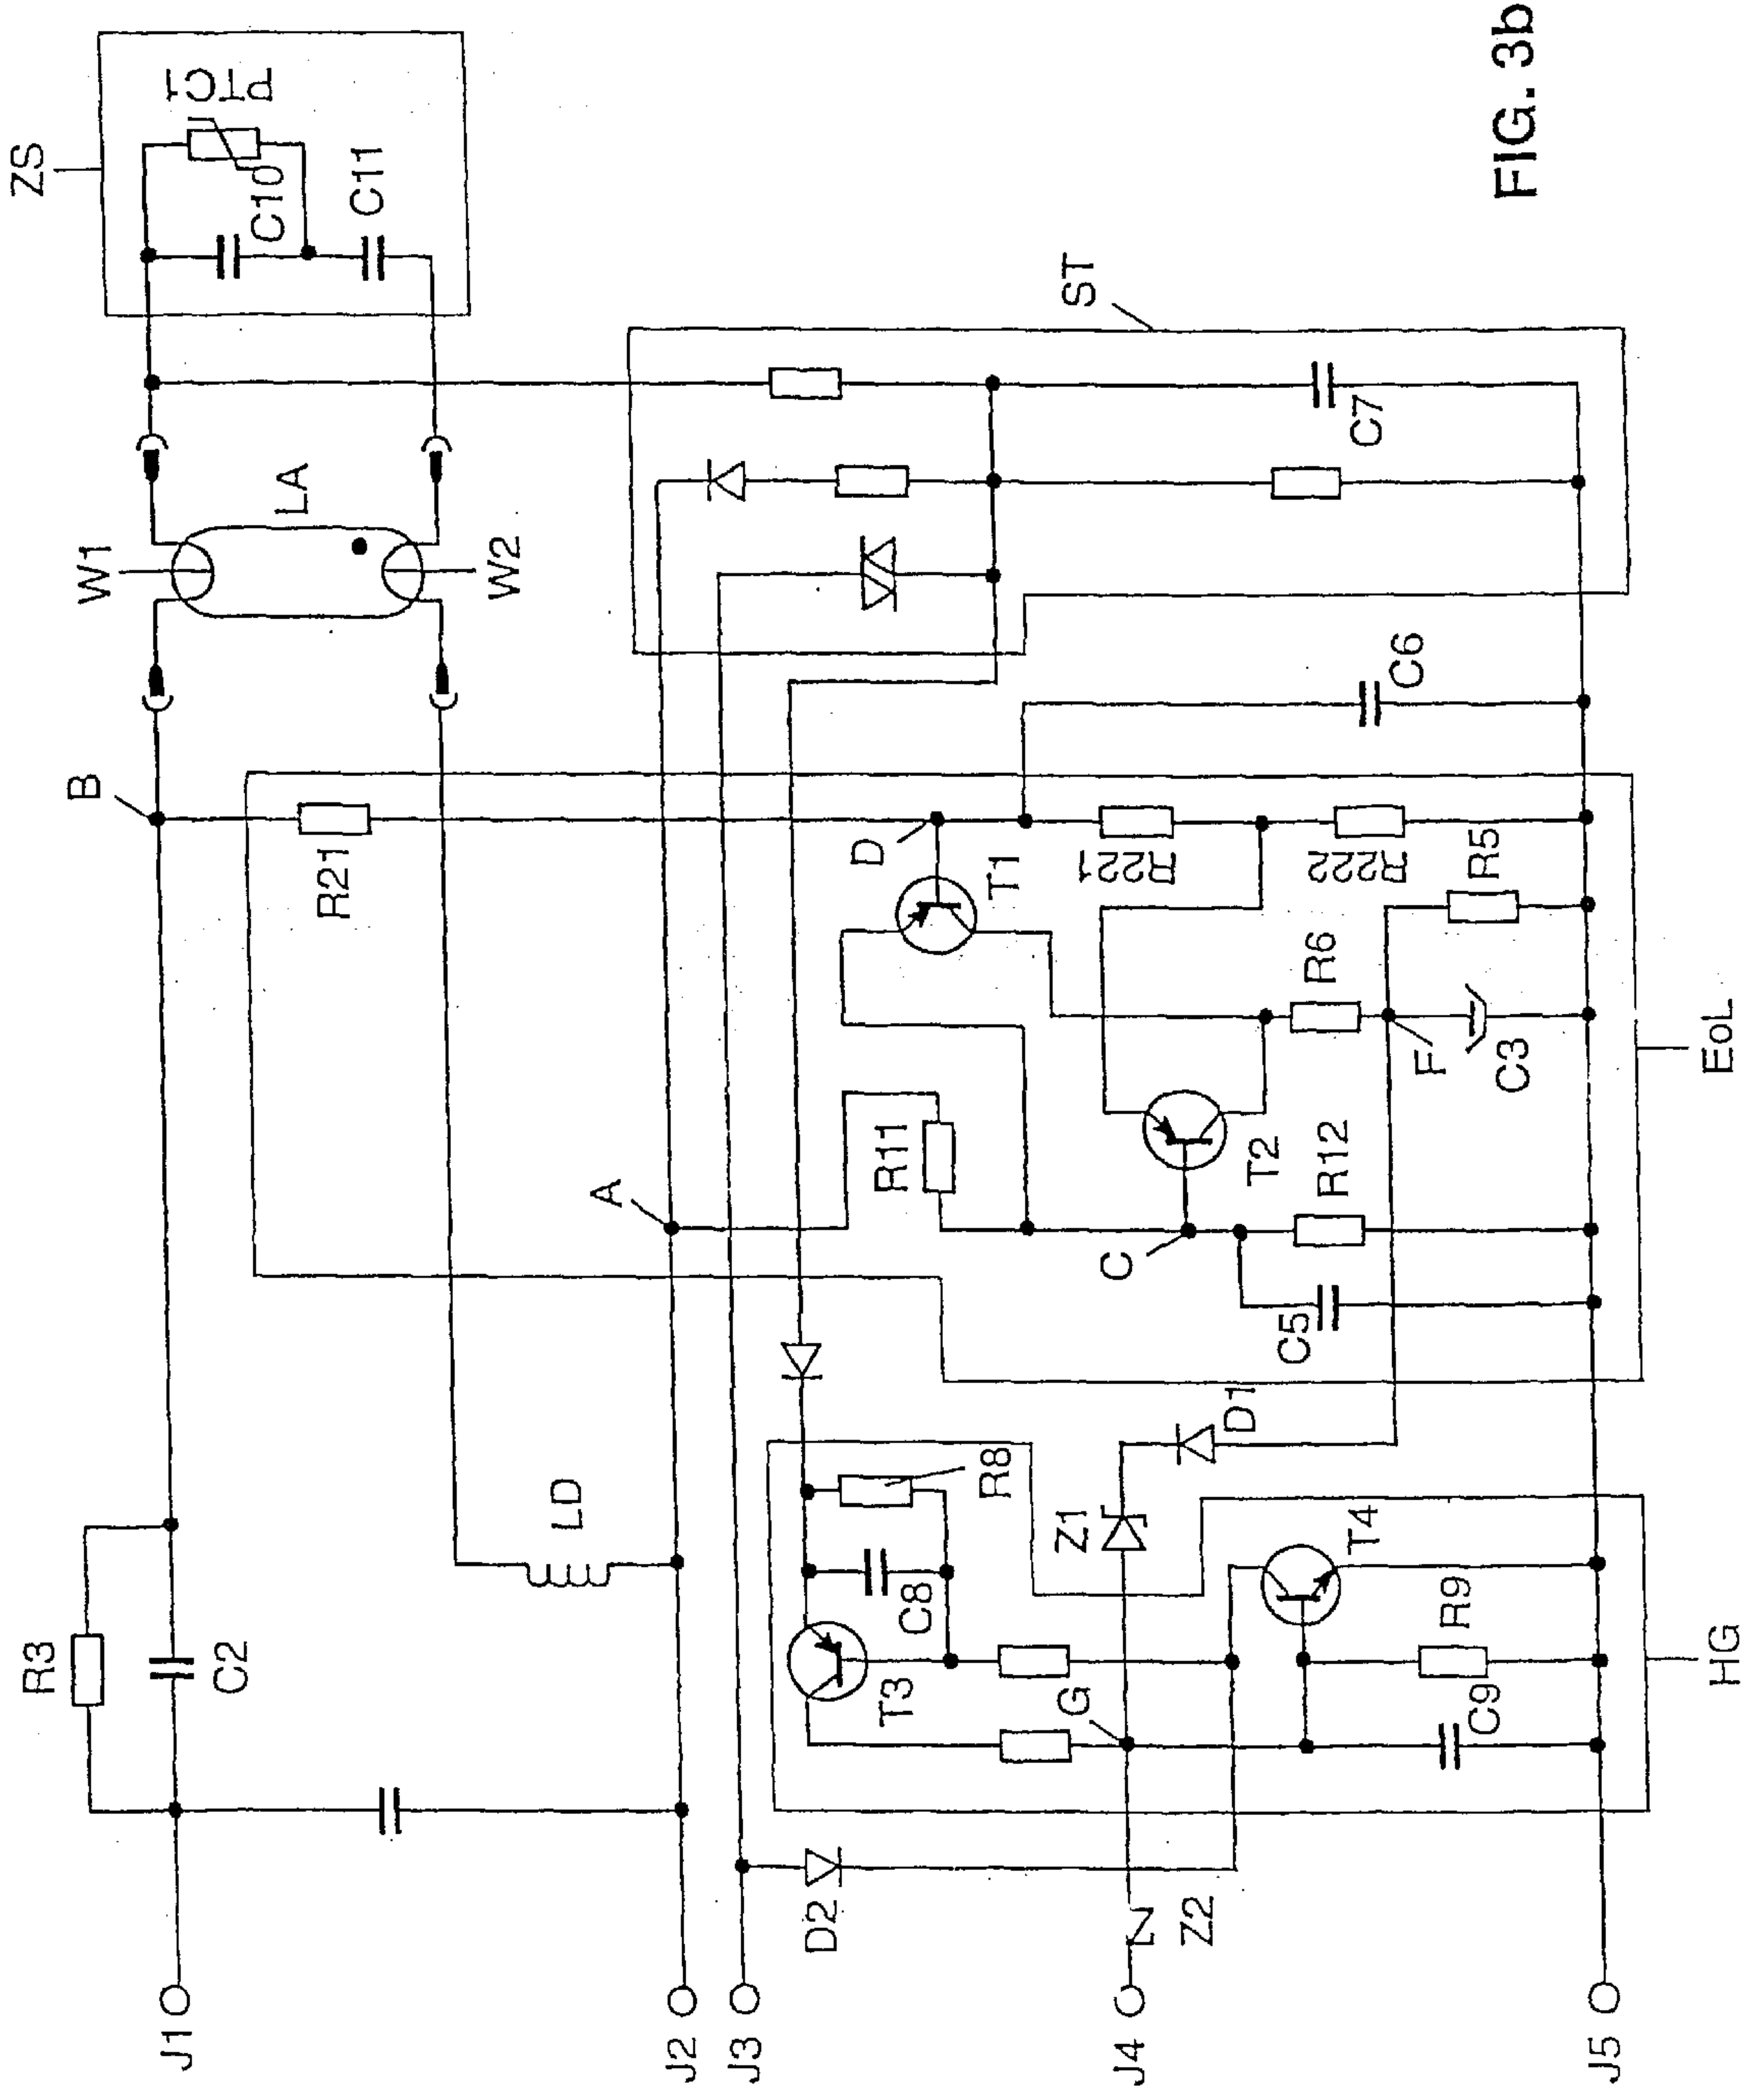 ZS
PTC1
C10
C11
W1
LA
W2
ST
C7
C6
B
R21
D
T1
R221
R222
R5
R6
F
C3
EoL
A
R11
T2
R12
C
C5
D1
LD
R8
Z1
T4
R3
C2
C8
T3
G
R9
C9
HG
D2
Z2
J1
J2
J3
J4
J5
FIG. 3b